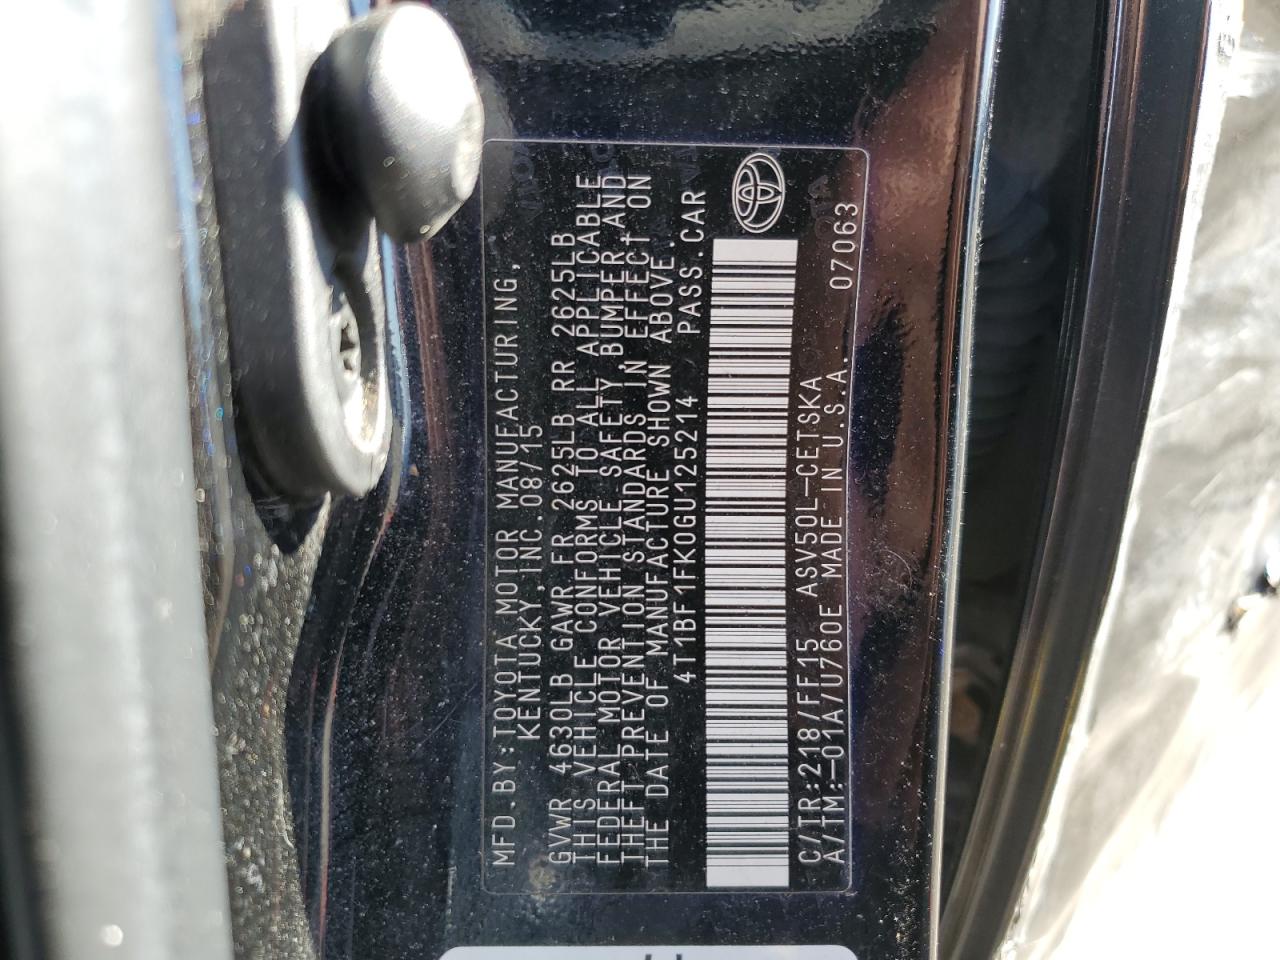 MFD.BY:TOYOTA MOTOR MANUFACTURING,
KENTUCKY, INC. 08/15
GVWR 4630LB GAWR FR 2625LB RR 2625LB
THIS VEHICLE CONFORMS TO ALL APPLICABLE
FEDERAL MOTOR VEHICLE SAFETY, BUMPER AND
THEFT PREVENTION STANDARDS IN EFFECT ON
THE DATE OF MANUFACTURE SHOWN ABOVE.
4T1BF1FK0GU125214 PASS.CAR
C/TR:218/FF15 ASV50L-CETSKA
A/TM:-01A/U760E MADE IN U.S.A. 07063